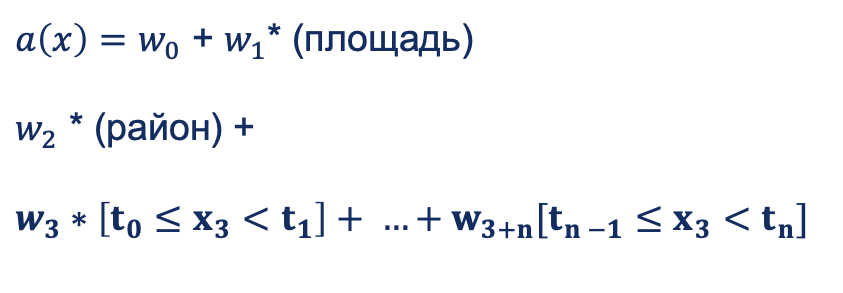 a(x) = w₀ + w₁* (площадь)
w₂ * (район) +
w₃ * [t₀ ≤ x₃ < t₁] + … + w₃₊ₙ[tₙ ₋₁ ≤ x₃ < tₙ]